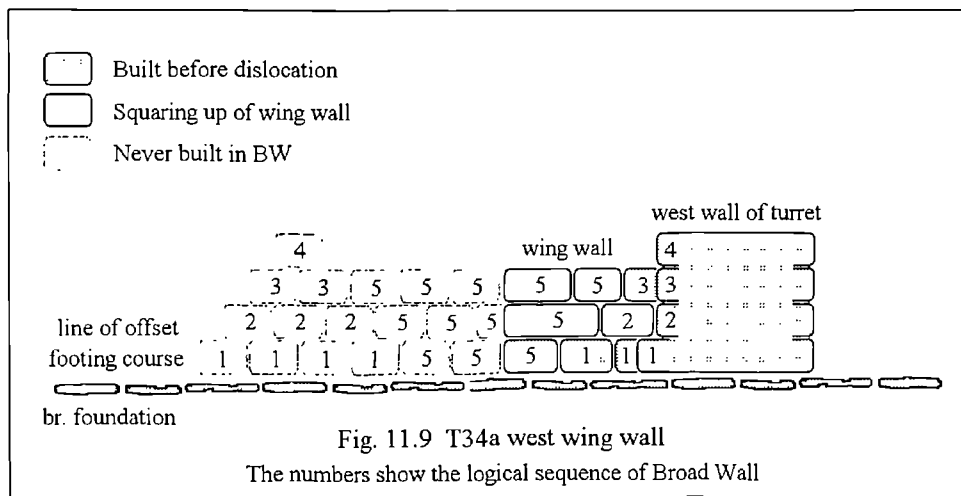 Built before dislocation
Squaring up of wing wall
Never built in BW
west wall of turret
wing wall
4 4
3 3 5 5 5 5 5 3 3
line of offset 2 2 2 5 5 5 5 2 2
footing course 1 1 1 1 5 5 5 1 1 1
br. foundation
Fig. 11.9 T34a west wing wall
The numbers show the logical sequence of Broad Wall